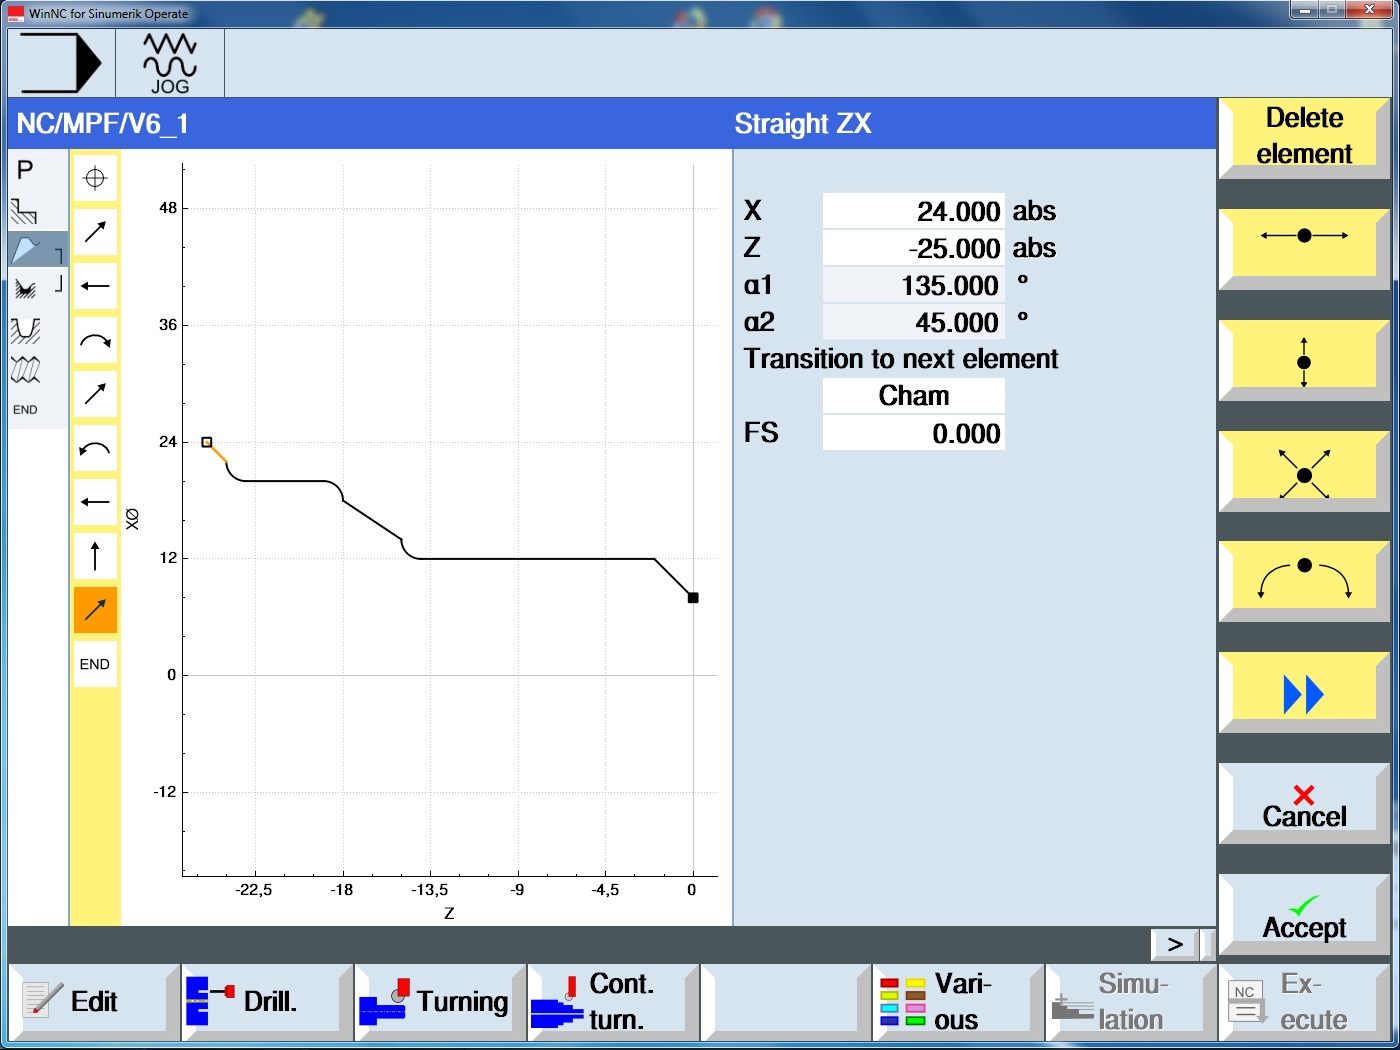 WinNC for Sinumerik Operate
JOG
NC/MPF/V6_1
Straight ZX
Delete
element
P
END
END
48
36
24
12
0
-12
XØ
-22,5 -18 -13,5 -9 -4,5 0
Z
X 24.000 abs
Z -25.000 abs
α1 135.000 °
α2 45.000 °
Transition to next element
Cham
FS 0.000
Cancel
Accept
>
Edit
Drill.
Turning
Cont.
turn.
Vari-
ous
Simu-
lation
NC
Ex-
ecute